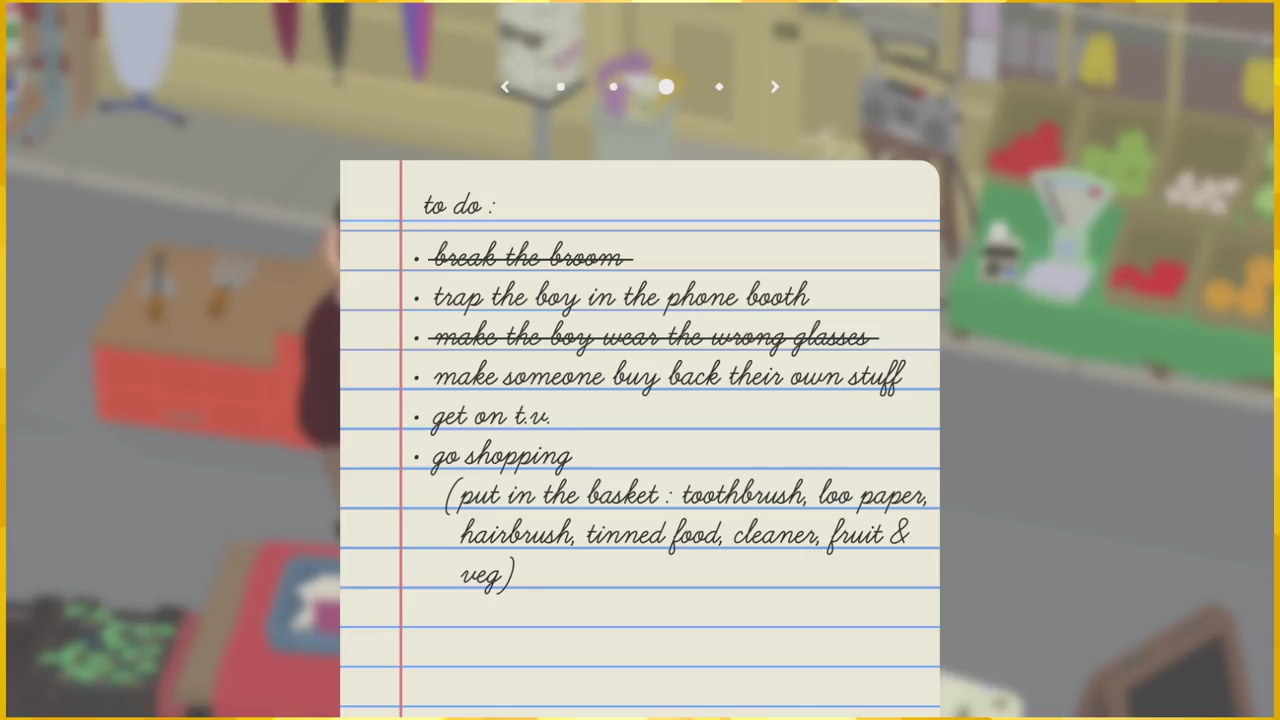 to do :
• break the broom
• trap the boy in the phone booth
• make the boy wear the wrong glasses
• make someone buy back their own stuff
• get on t.v.
• go shopping
(put in the basket : toothbrush, loo paper,
hairbrush, tinned food, cleaner, fruit &
veg)